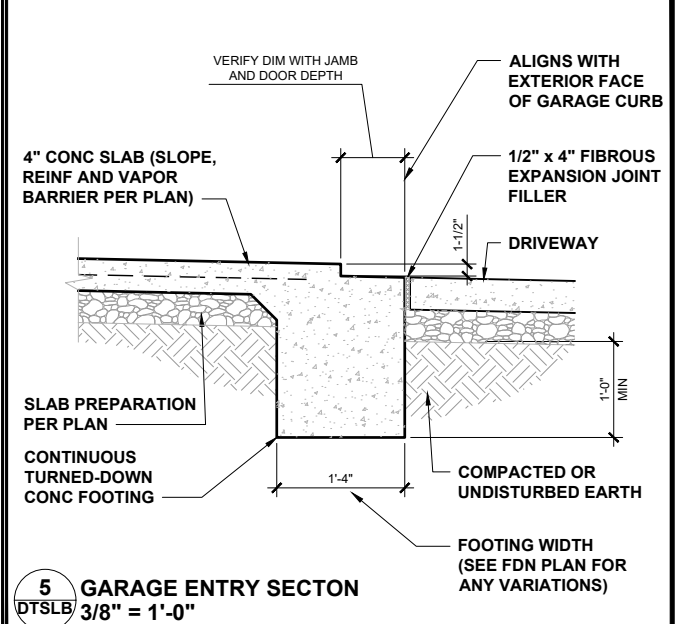 VERIFY DIM WITH JAMB
AND DOOR DEPTH
ALIGNS WITH
EXTERIOR FACE
OF GARAGE CURB
4" CONC SLAB (SLOPE,
REINF AND VAPOR
BARRIER PER PLAN)
1/2" x 4" FIBROUS
EXPANSION JOINT
FILLER
1-1/2"
DRIVEWAY
SLAB PREPARATION
PER PLAN
1'-0"
MIN
CONTINUOUS
TURNED-DOWN
CONC FOOTING
1'-4"
COMPACTED OR
UNDISTURBED EARTH
FOOTING WIDTH
(SEE FDN PLAN FOR
ANY VARIATIONS)
5
DTSLB
GARAGE ENTRY SECTON
3/8" = 1'-0"